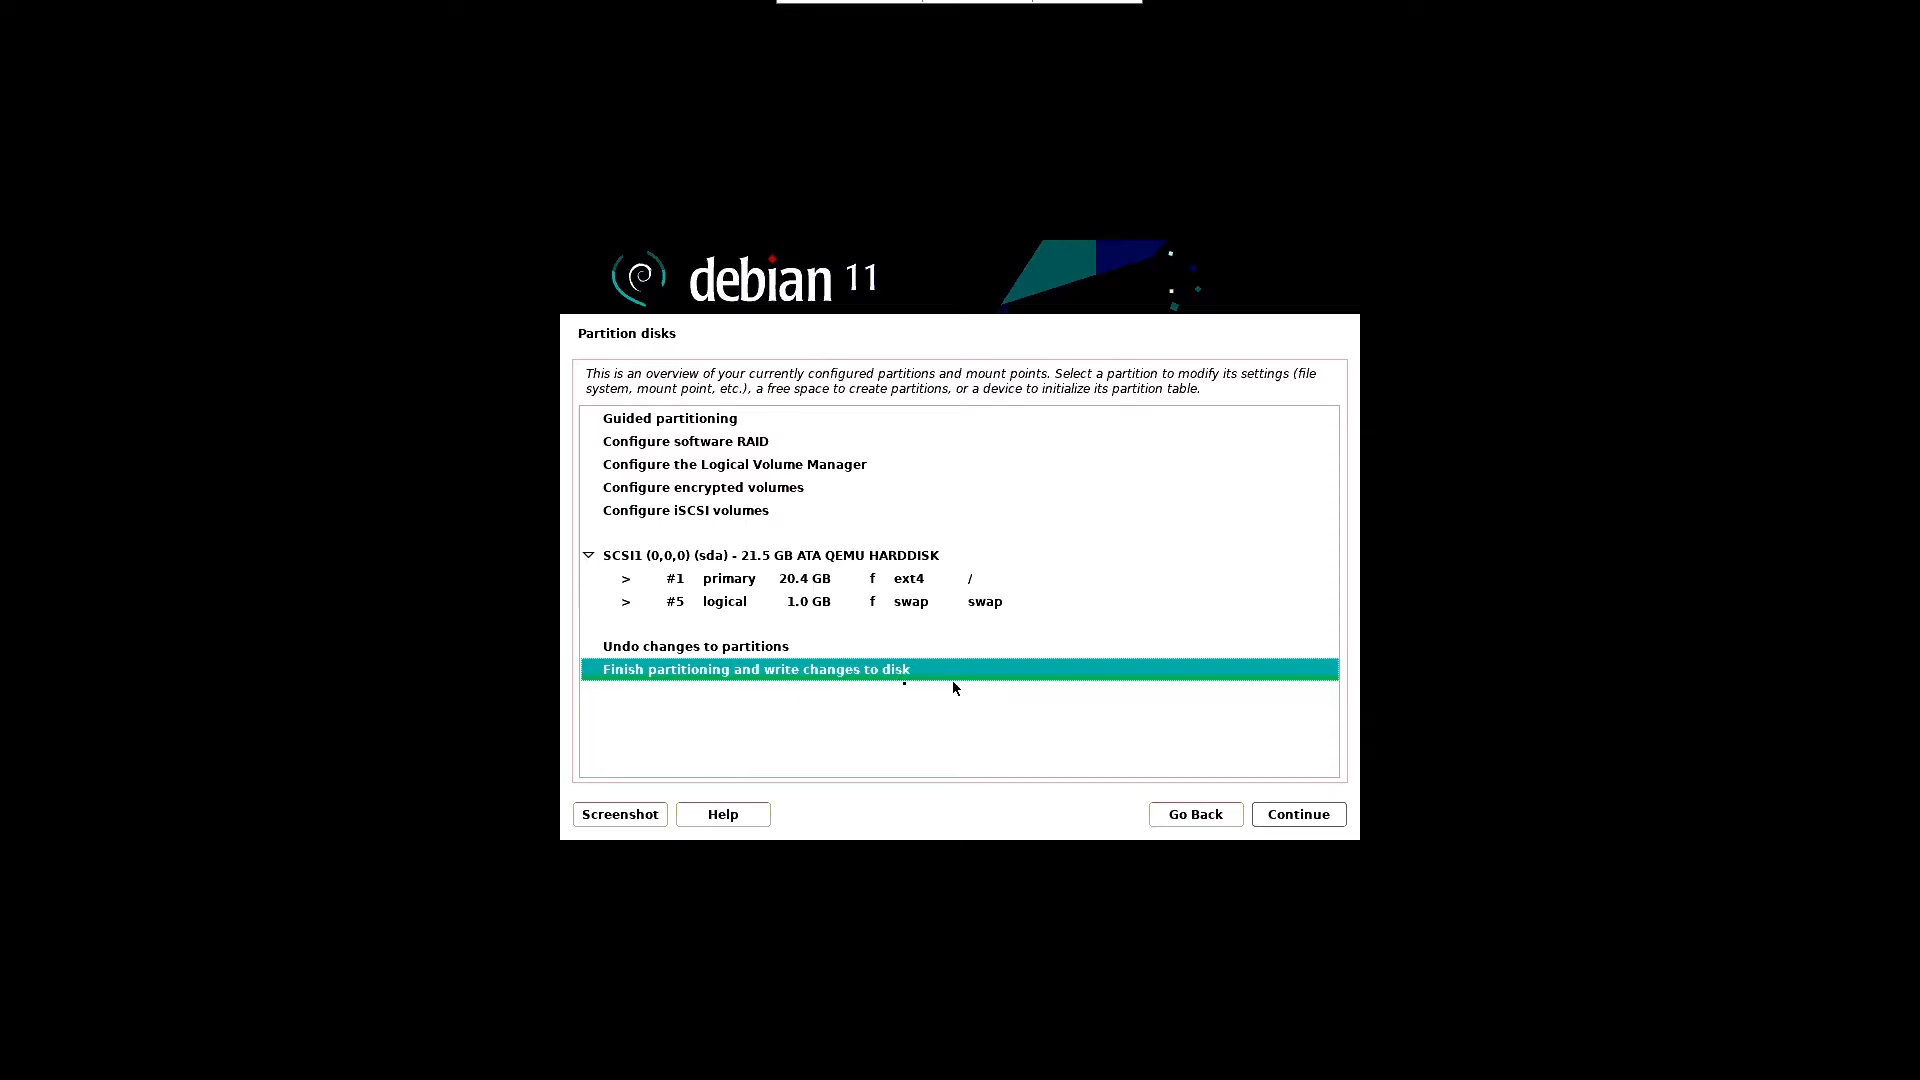 debian 11
Partition disks
This is an overview of your currently configured partitions and mount points. Select a partition to modify its settings (file
system, mount point, etc.), a free space to create partitions, or a device to initialize its partition table.
Guided partitioning
Configure software RAID
Configure the Logical Volume Manager
Configure encrypted volumes
Configure iSCSI volumes
SCSI1 (0,0,0) (sda) - 21.5 GB ATA QEMU HARDDISK
> #1 primary 20.4 GB f ext4 /
> #5 logical 1.0 GB f swap swap
Undo changes to partitions
Finish partitioning and write changes to disk
Screenshot Help Go Back Continue